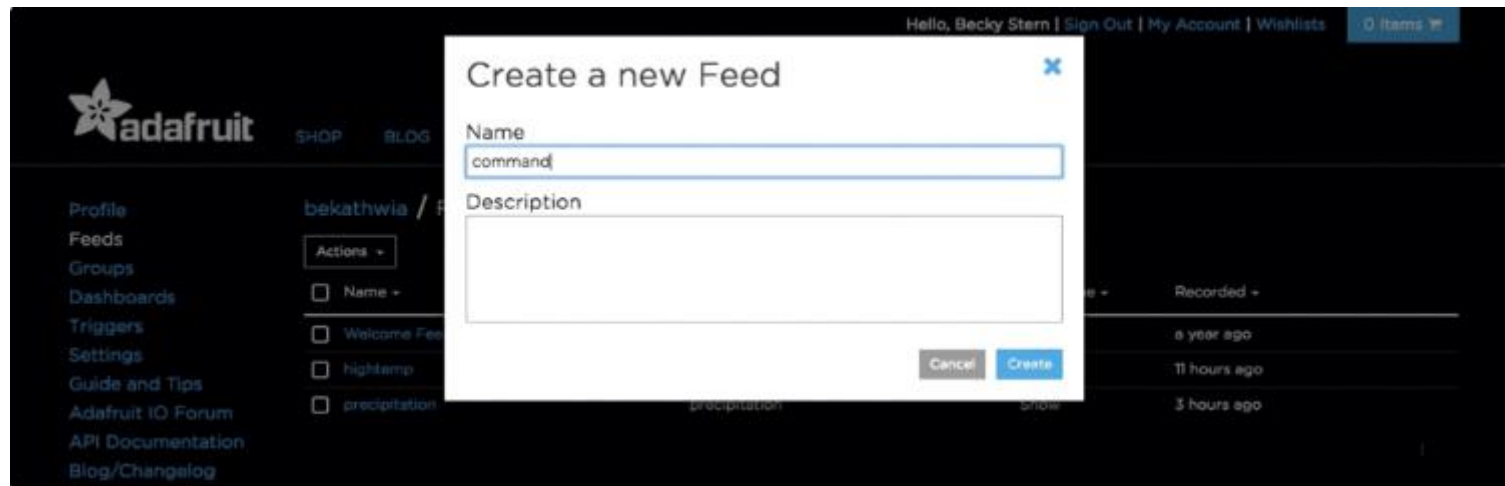 Hello, Becky Stern | Sign Out | My Account | Wishlists 0 Items
Create a new Feed
adafruit
SHOP BLOG
Name
command
Profile
bekathwia /
Description
Feeds
Actions
Groups
Dashboards
Name
Recorded
Triggers
Welcome Fee
a year ago
Settings
hightemp
11 hours ago
Cancel Create
Guide and Tips
precipitation precipitation Snow 3 hours ago
Adafruit IO Forum
API Documentation
Blog/Changelog